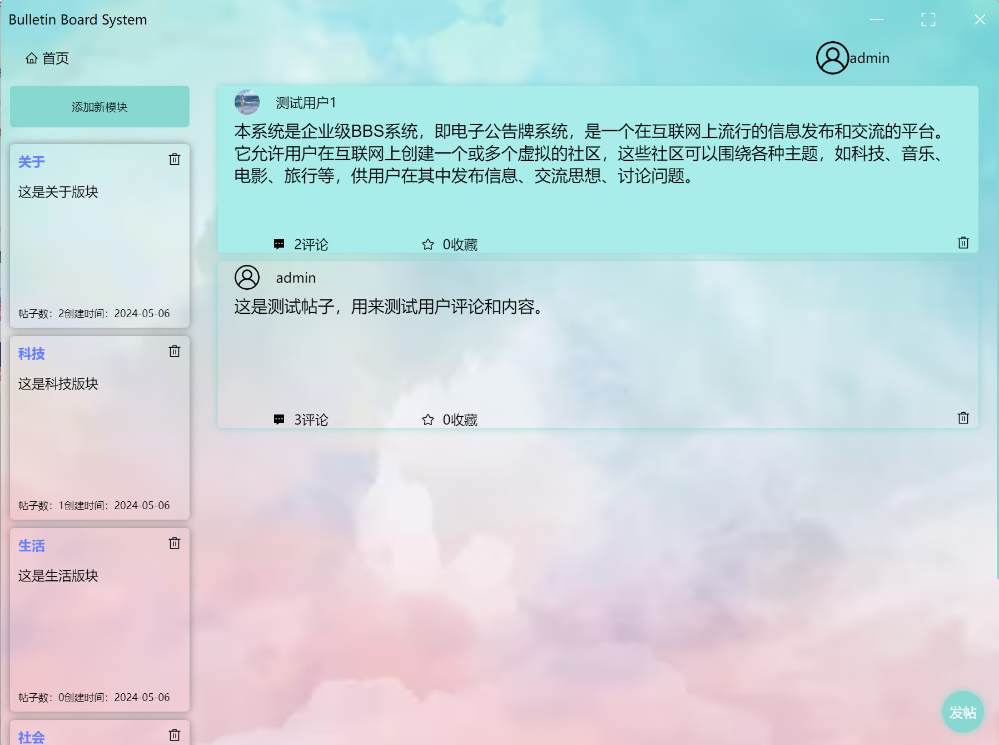 Bulletin Board System
首页
admin
添加新模块
关于
这是关于版块
帖子数：2创建时间：2024-05-06
科技
这是科技版块
帖子数：1创建时间：2024-05-06
生活
这是生活版块
帖子数：0创建时间：2024-05-06
社会
测试用户1
本系统是企业级BBS系统，即电子公告牌系统，是一个在互联网上流行的信息发布和交流的平台。
它允许用户在互联网上创建一个或多个虚拟的社区，这些社区可以围绕各种主题，如科技、音乐、
电影、旅行等，供用户在其中发布信息、交流思想、讨论问题。
2评论
0收藏
admin
这是测试帖子，用来测试用户评论和内容。
3评论
0收藏
发帖